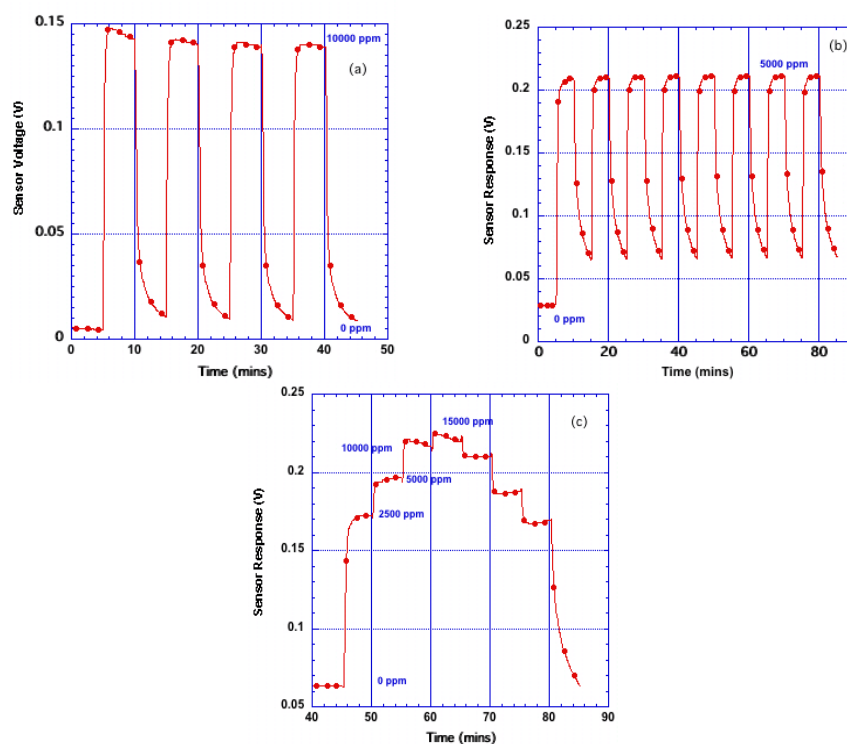 0.15
10000 ppm
(a)
0.1
Sensor Voltage (V)
0.05
0 ppm
0
0 10 20 30 40 50
Time (mins)
0.25
(b)
5000 ppm
0.2
0.15
Sensor Response (V)
0.1
0.05
0 ppm
0
0 20 40 60 80
Time (mins)
0.25
(c)
15000 ppm
10000 ppm
0.2
5000 ppm
2500 ppm
Sensor Response (V)
0.15
0.1
0 ppm
0.05
40 50 60 70 80 90
Time (mins)